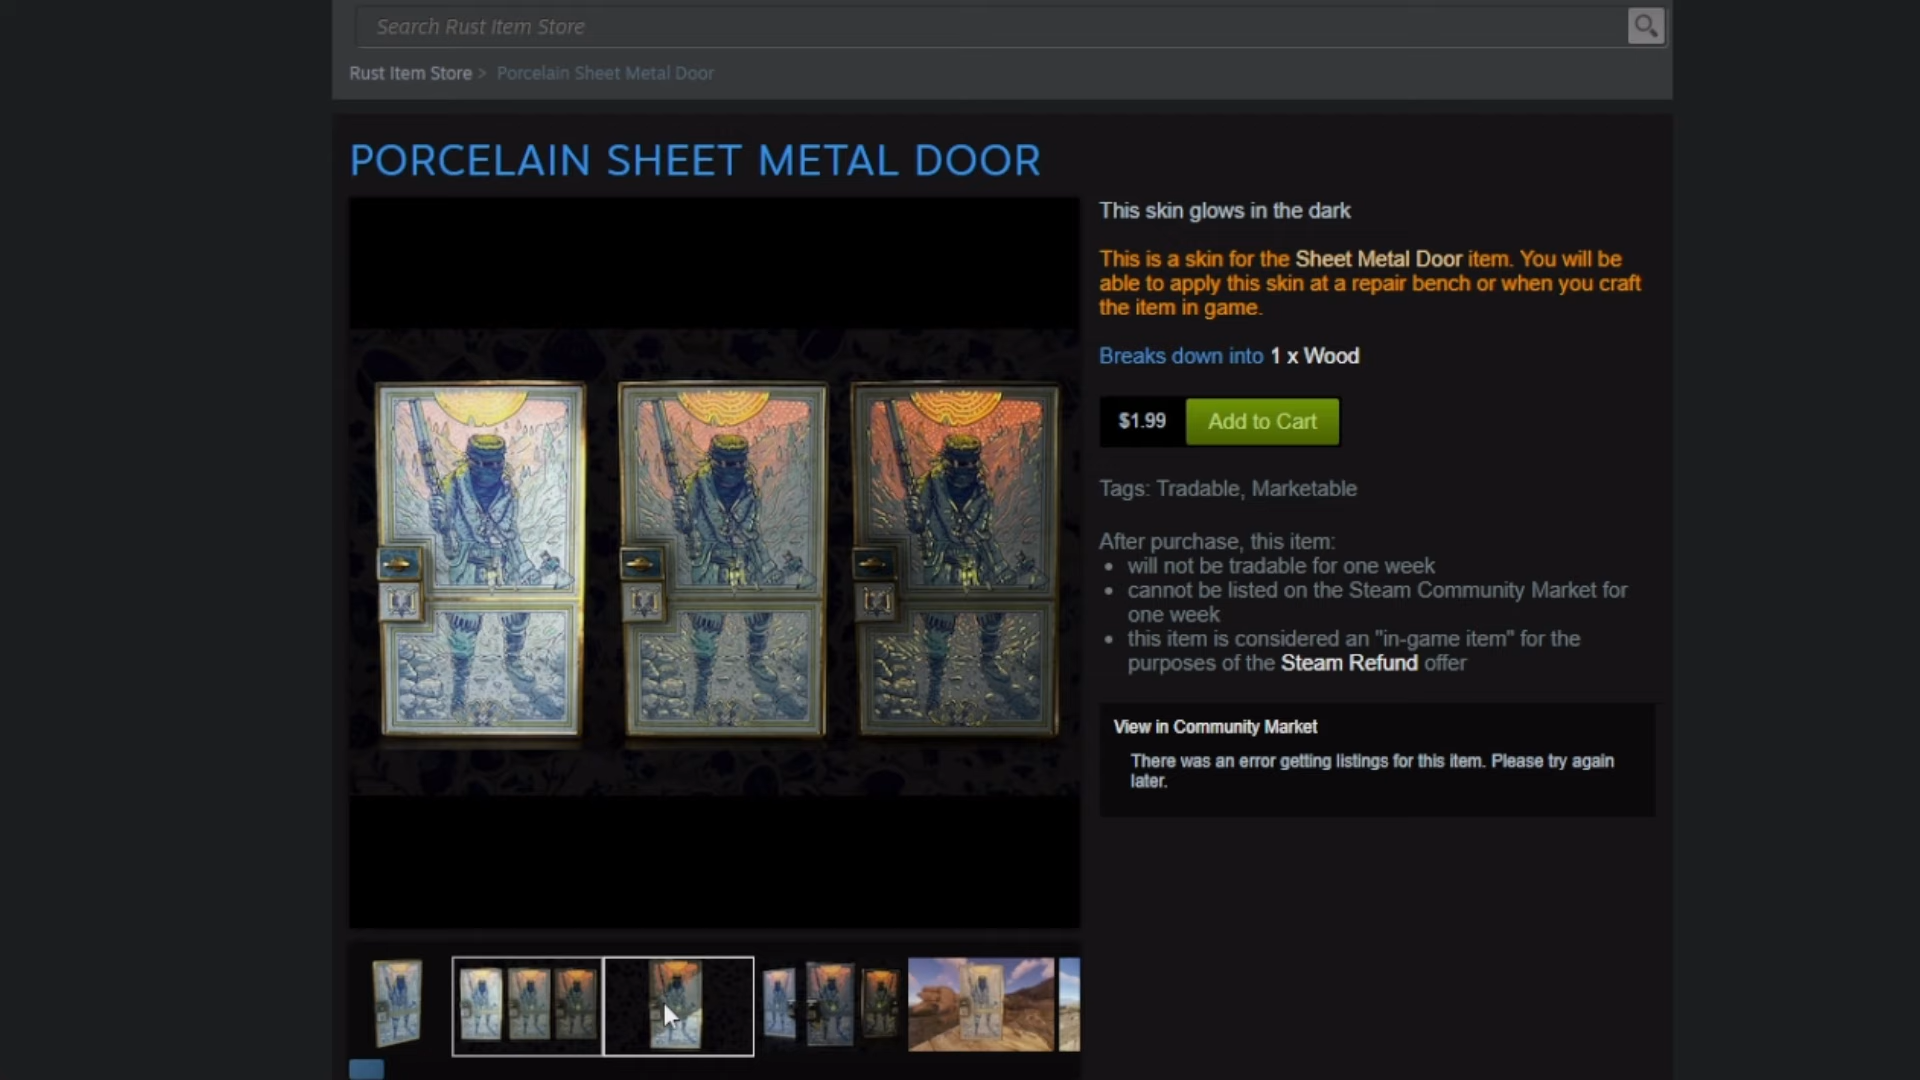 Search Rust Item Store
Rust Item Store > Porcelain Sheet Metal Door
PORCELAIN SHEET METAL DOOR
This skin glows in the dark
This is a skin for the Sheet Metal Door item. You will be
able to apply this skin at a repair bench or when you craft
the item in game.
Breaks down into 1 x Wood
$1.99 Add to Cart
Tags: Tradable, Marketable
After purchase, this item:
• will not be tradable for one week
• cannot be listed on the Steam Community Market for
one week
• this item is considered an "in-game item" for the
purposes of the Steam Refund offer
View in Community Market
There was an error getting listings for this item. Please try again
later.